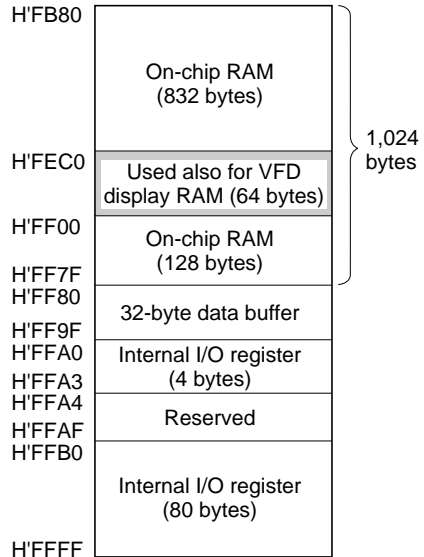 H'FB80
On-chip RAM
(832 bytes)
1,024
bytes
H'FEC0
Used also for VFD
display RAM (64 bytes)
H'FF00
On-chip RAM
(128 bytes)
H'FF7F
H'FF80
32-byte data buffer
H'FF9F
H'FFA0
Internal I/O register
(4 bytes)
H'FFA3
H'FFA4
Reserved
H'FFAF
H'FFB0
Internal I/O register
(80 bytes)
H'FFFF